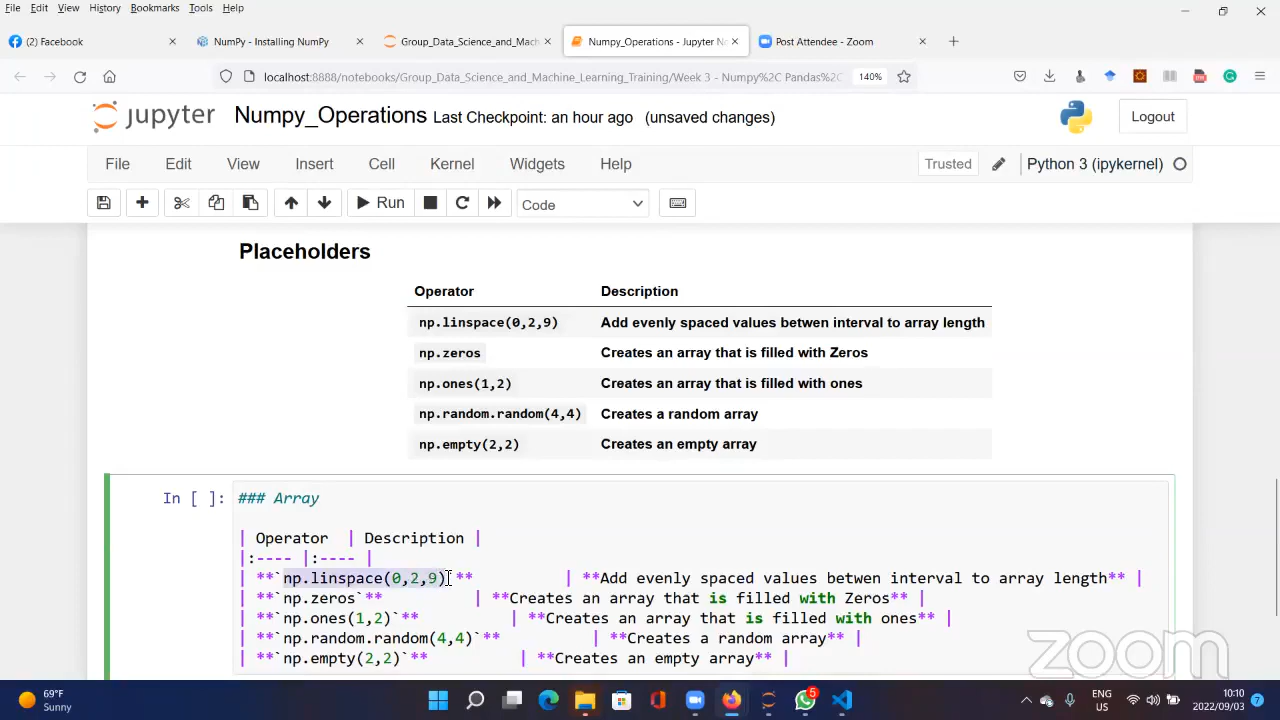 File Edit View History Bookmarks Tools Help
(2) Facebook
NumPy - Installing NumPy
Group_Data_Science_and_Mach
Numpy_Operations - Jupyter No
Post Attendee - Zoom
localhost:8888/notebooks/Group_Data_Science_and_Machine_Learning_Training/Week 3 - Numpy%2C Pandas%2C
140%
jupyter Numpy_Operations Last Checkpoint: an hour ago (unsaved changes)
Logout
File Edit View Insert Cell Kernel Widgets Help
Trusted
Python 3 (ipykernel)
Run
Code
Placeholders
Operator Description
np.linspace(0,2,9) Add evenly spaced values betwen interval to array length
np.zeros Creates an array that is filled with Zeros
np.ones(1,2) Creates an array that is filled with ones
np.random.random(4,4) Creates a random array
np.empty(2,2) Creates an empty array
In [ ]: ### Array
| Operator | Description |
|:---- |:---- |
| **`np.linspace(0,2,9)`** | **Add evenly spaced values betwen interval to array length** |
| **`np.zeros`** | **Creates an array that is filled with Zeros** |
| **`np.ones(1,2)`** | **Creates an array that is filled with ones** |
| **`np.random.random(4,4)`** | **Creates a random array** |
| **`np.empty(2,2)`** | **Creates an empty array** |
zoom
69°F
Sunny
5
ENG
US
10:10
2022/09/03
7